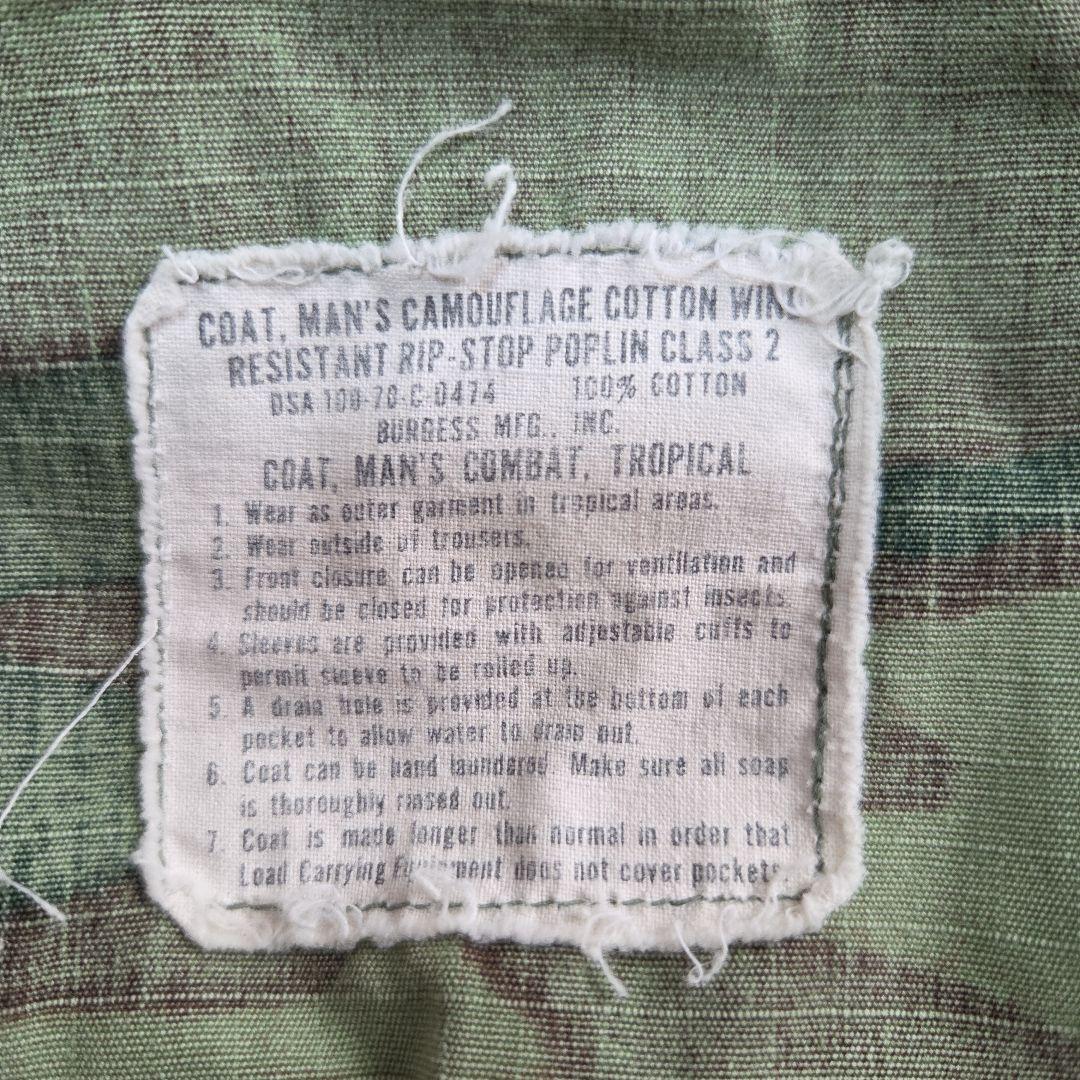 COAT, MAN'S CAMOUFLAGE COTTON WIND
RESISTANT RIP-STOP POPLIN CLASS 2
DSA 100-70-C-0474 100% COTTON
BURGESS MFG., INC.
COAT, MAN'S COMBAT, TROPICAL
1. Wear as outer garment in tropical areas.
2. Wear outside of trousers.
3. Front closure can be opened for ventilation and
should be closed for protection against insects.
4. Sleeves are provided with adjustable cuffs to
permit sleeve to be rolled up.
5. A drain hole is provided at the bottom of each
pocket to allow water to drain out.
6. Coat can be hand laundered. Make sure all soap
is thoroughly rinsed out.
7. Coat is made longer than normal in order that
Load Carrying Equipment does not cover pockets.